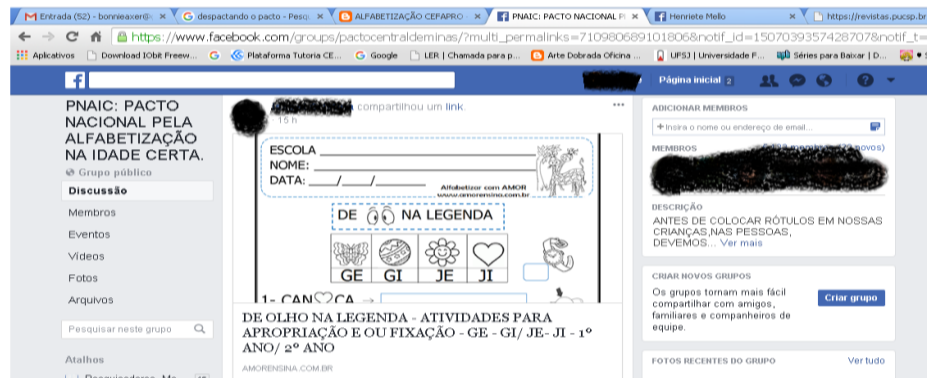 Entrada (52) - bonnieaxer@
despactando o pacto - Pesq
ALFABETIZAÇÃO CEFAPRO
PNAIC: PACTO NACIONAL P
Henriete Mello
https://revistas.pucsp.br
https://www.facebook.com/groups/pactocentraldeminas/?multi_permalinks=710980689101806&notif_id=1507039357428707&notif_t=
Aplicativos
Download IObit Freew...
Plataforma Tutoria CE...
Google
LER | Chamada para p...
Arte Dobrada Oficina ...
UFSJ | Universidade F...
Séries para Baixar | D...
Página inicial 2
PNAIC: PACTO
NACIONAL PELA
ALFABETIZAÇÃO
NA IDADE CERTA.
Grupo público
Discussão
Membros
Eventos
Vídeos
Fotos
Arquivos
Pesquisar neste grupo
Atalhos
compartilhou um link.
15 h
ESCOLA
NOME:
DATA: ____/____/______
Alfabetizar com AMOR
www.amorensina.com.br
DE NA LEGENDA
GE GI JE JI
1- CAN CA →
DE OLHO NA LEGENDA - ATIVIDADES PARA
APROPRIAÇÃO E OU FIXAÇÃO - GE - GI/ JE- JI - 1º
ANO/ 2º ANO
AMORENSINA.COM.BR
ADICIONAR MEMBROS
+ Insira o nome ou endereço de email...
MEMBROS
novos)
DESCRIÇÃO
ANTES DE COLOCAR RÓTULOS EM NOSSAS
CRIANÇAS,NAS PESSOAS,
DEVEMOS... Ver mais
CRIAR NOVOS GRUPOS
Os grupos tornam mais fácil
compartilhar com amigos,
familiares e companheiros de
equipe.
Criar grupo
FOTOS RECENTES DO GRUPO
Ver tudo